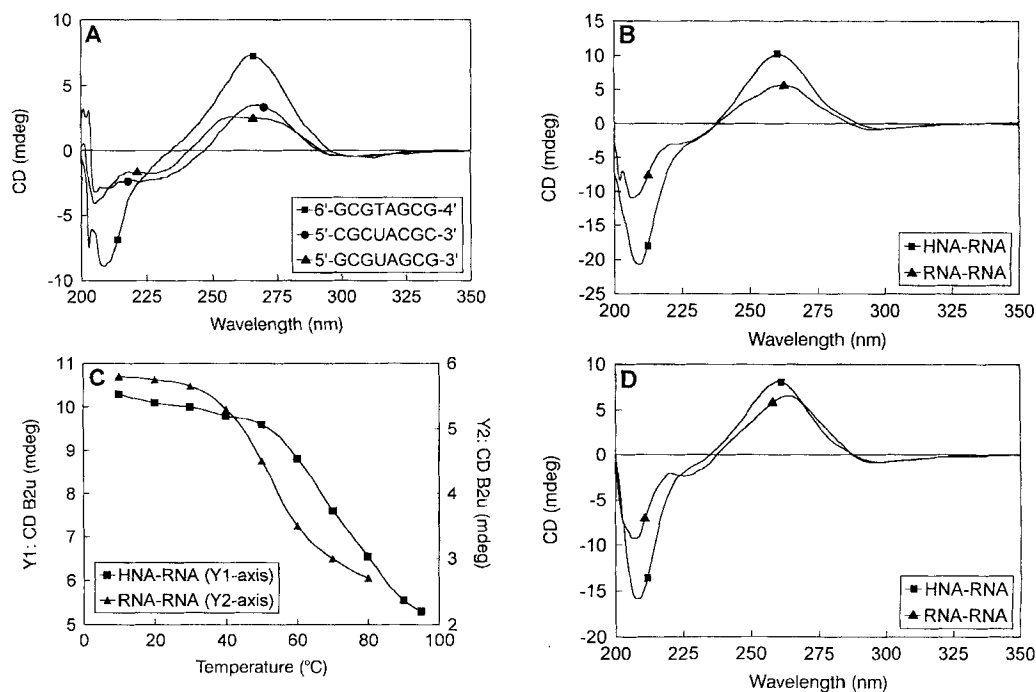 A
10
5
0
-5
-10
CD (mdeg)
200 225 250 275 300 325 350
Wavelength (nm)
6'-GCGTAGCG-4'
5'-CGCUACGC-3'
5'-GCGUAGCG-3'
B
15
10
5
0
-5
-10
-15
-20
-25
CD (mdeg)
200 225 250 275 300 325 350
Wavelength (nm)
HNA-RNA
RNA-RNA
C
11
10
9
8
7
6
5
Y1: CD B2u (mdeg)
6
5
4
3
2
Y2: CD B2u (mdeg)
0 20 40 60 80 100
Temperature (°C)
HNA-RNA (Y1-axis)
RNA-RNA (Y2-axis)
D
10
5
0
-5
-10
-15
-20
CD (mdeg)
200 225 250 275 300 325 350
Wavelength (nm)
HNA-RNA
RNA-RNA